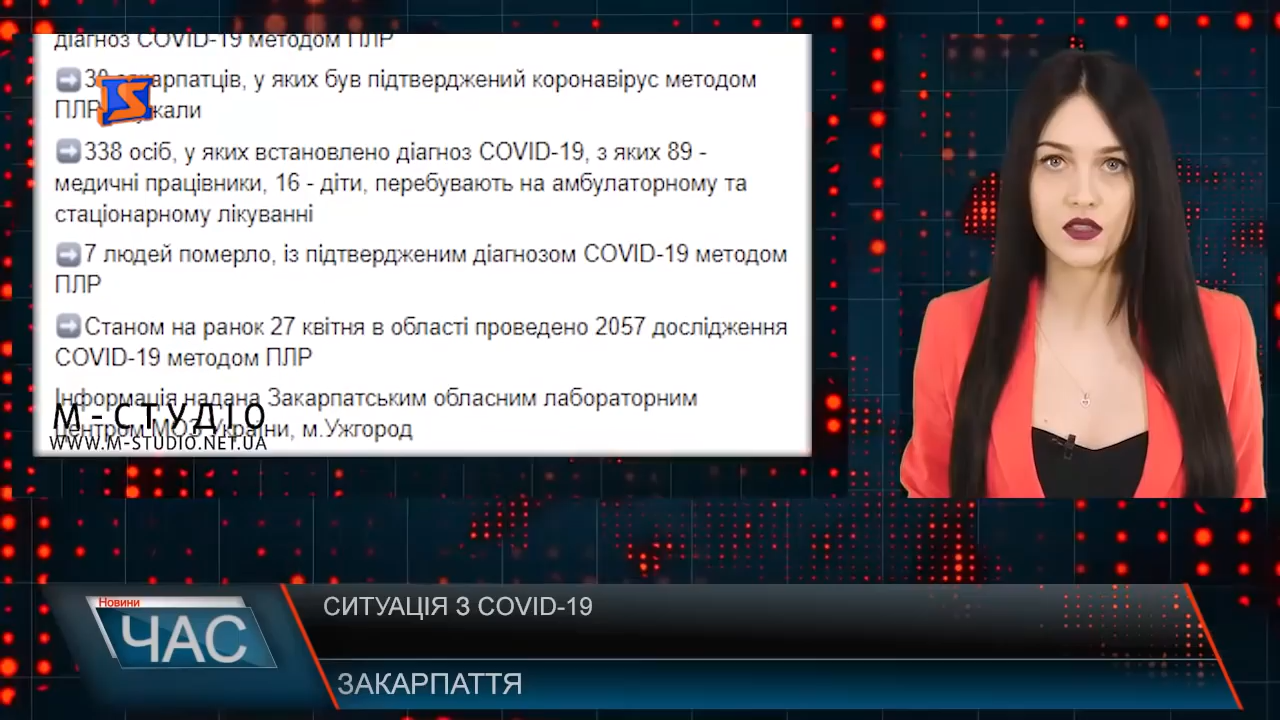 діагноз COVID-19 методом ПЛР
закарпатців, у яких був підтверджений коронавірус методом
ПЛР
338 осіб, у яких встановлено діагноз COVID-19, з яких 89 -
медичні працівники, 16 - діти, перебувають на амбулаторному та
стаціонарному лікуванні
7 людей померло, із підтвердженим діагнозом COVID-19 методом
ПЛР
Станом на ранок 27 квітня в області проведено 2057 дослідження
COVID-19 методом ПЛР
Інформація надана Закарпатським обласним лабораторним
центром МОЗ України, м.Ужгород
М-СТУДІО
WWW.M-STUDIO.NET.UA
Новини
ЧАС
СИТУАЦІЯ З COVID-19
ЗАКАРПАТТЯ